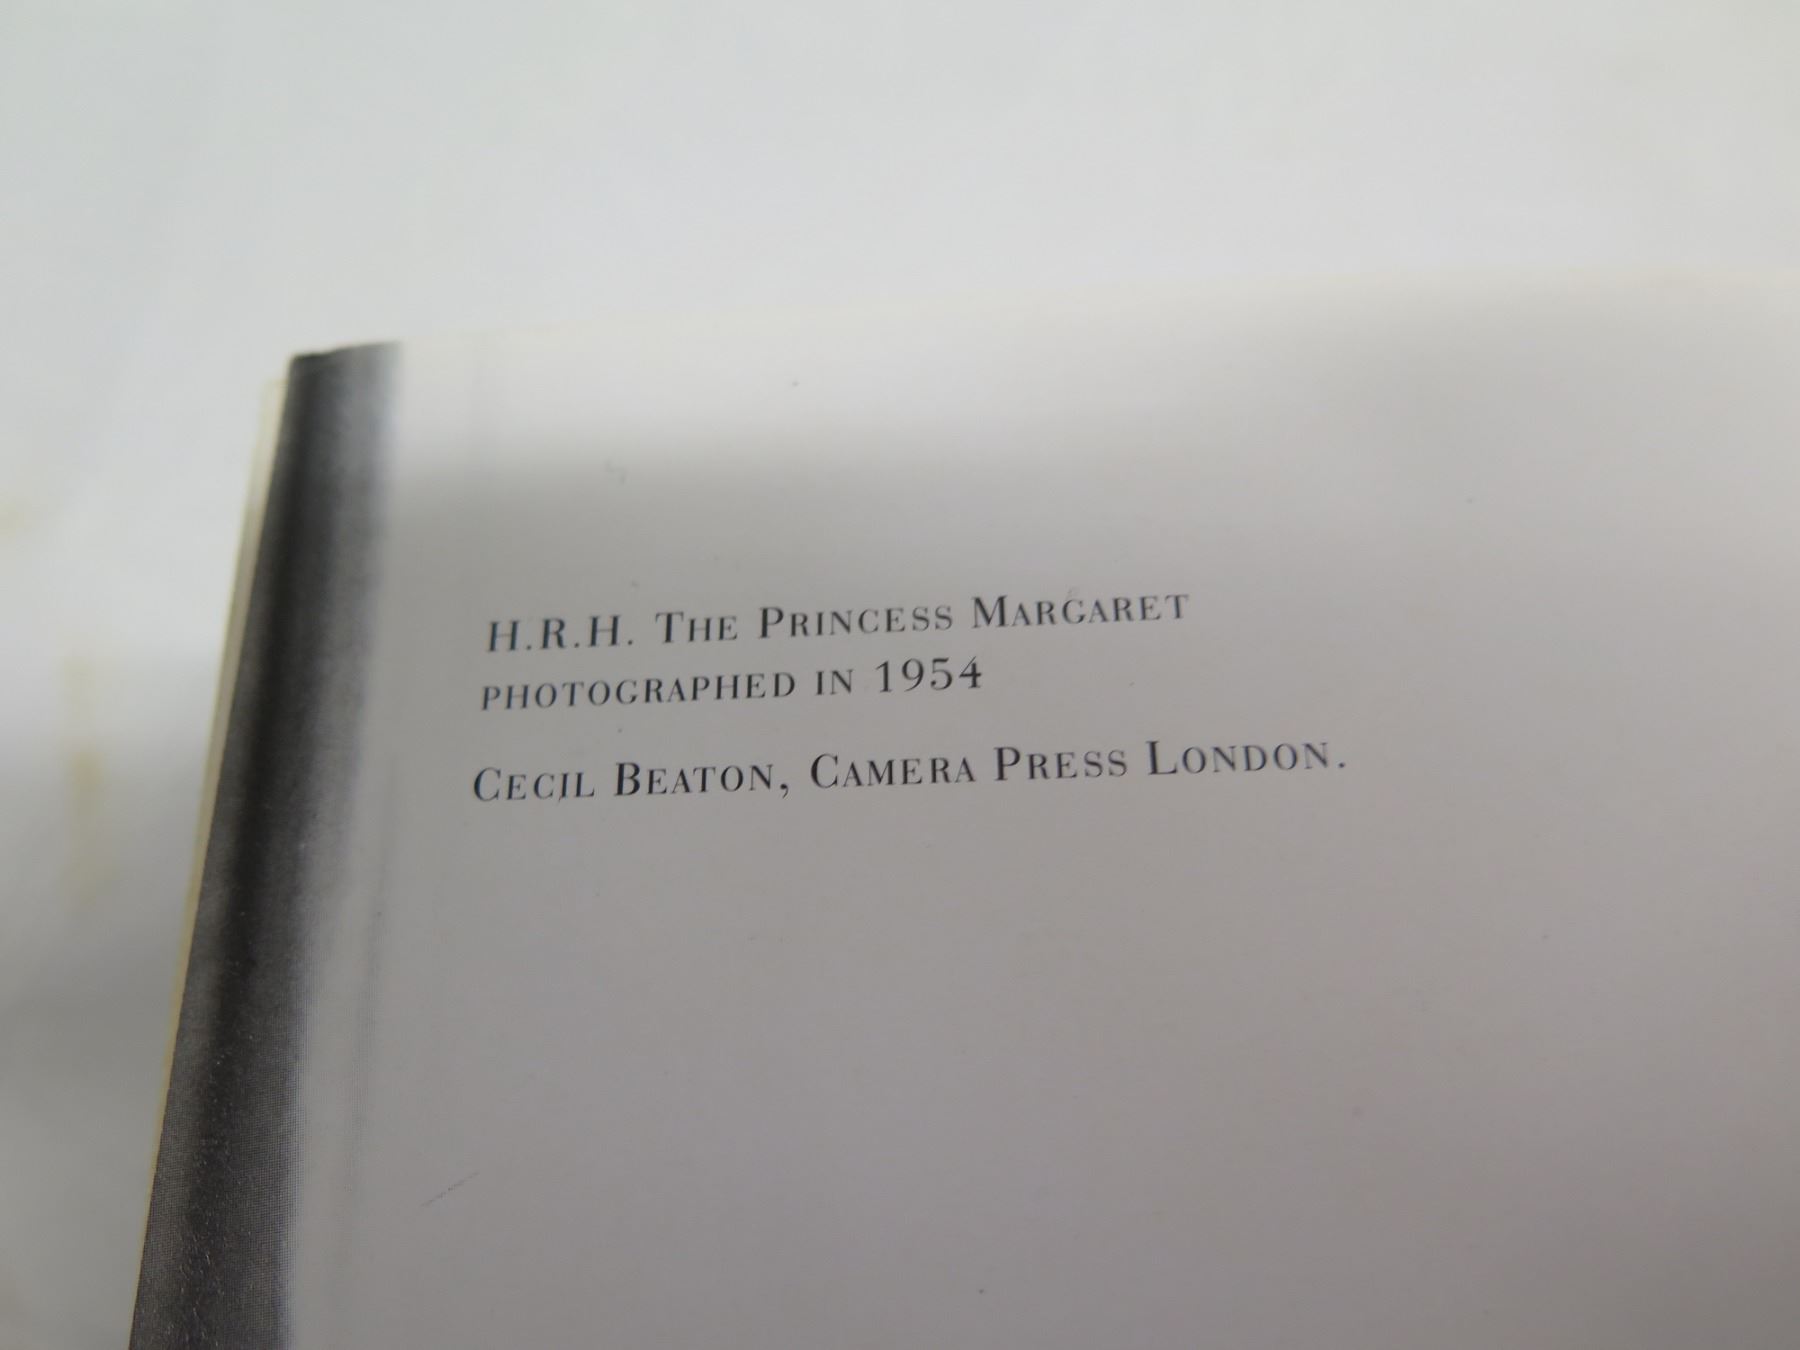 H.R.H. The Princess Margaret
photographed in 1954
Cecil Beaton, Camera Press London.